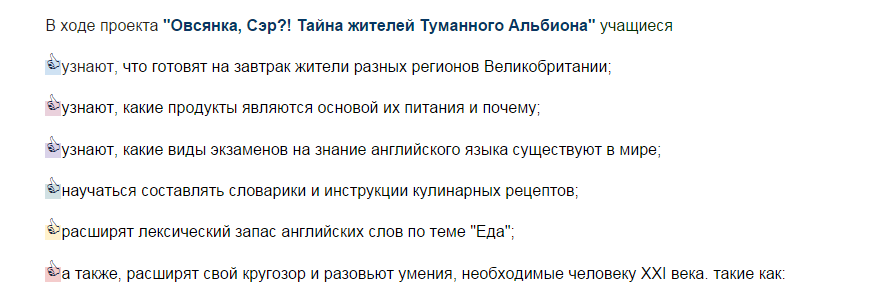 В ходе проекта "Овсянка, Сэр?! Тайна жителей Туманного Альбиона" учащиеся
узнают, что готовят на завтрак жители разных регионов Великобритании;
узнают, какие продукты являются основой их питания и почему;
узнают, какие виды экзаменов на знание английского языка существуют в мире;
научаться составлять словарики и инструкции кулинарных рецептов;
расширят лексический запас английских слов по теме "Еда";
а также, расширят свой кругозор и разовьют умения, необходимые человеку XXI века. такие как: